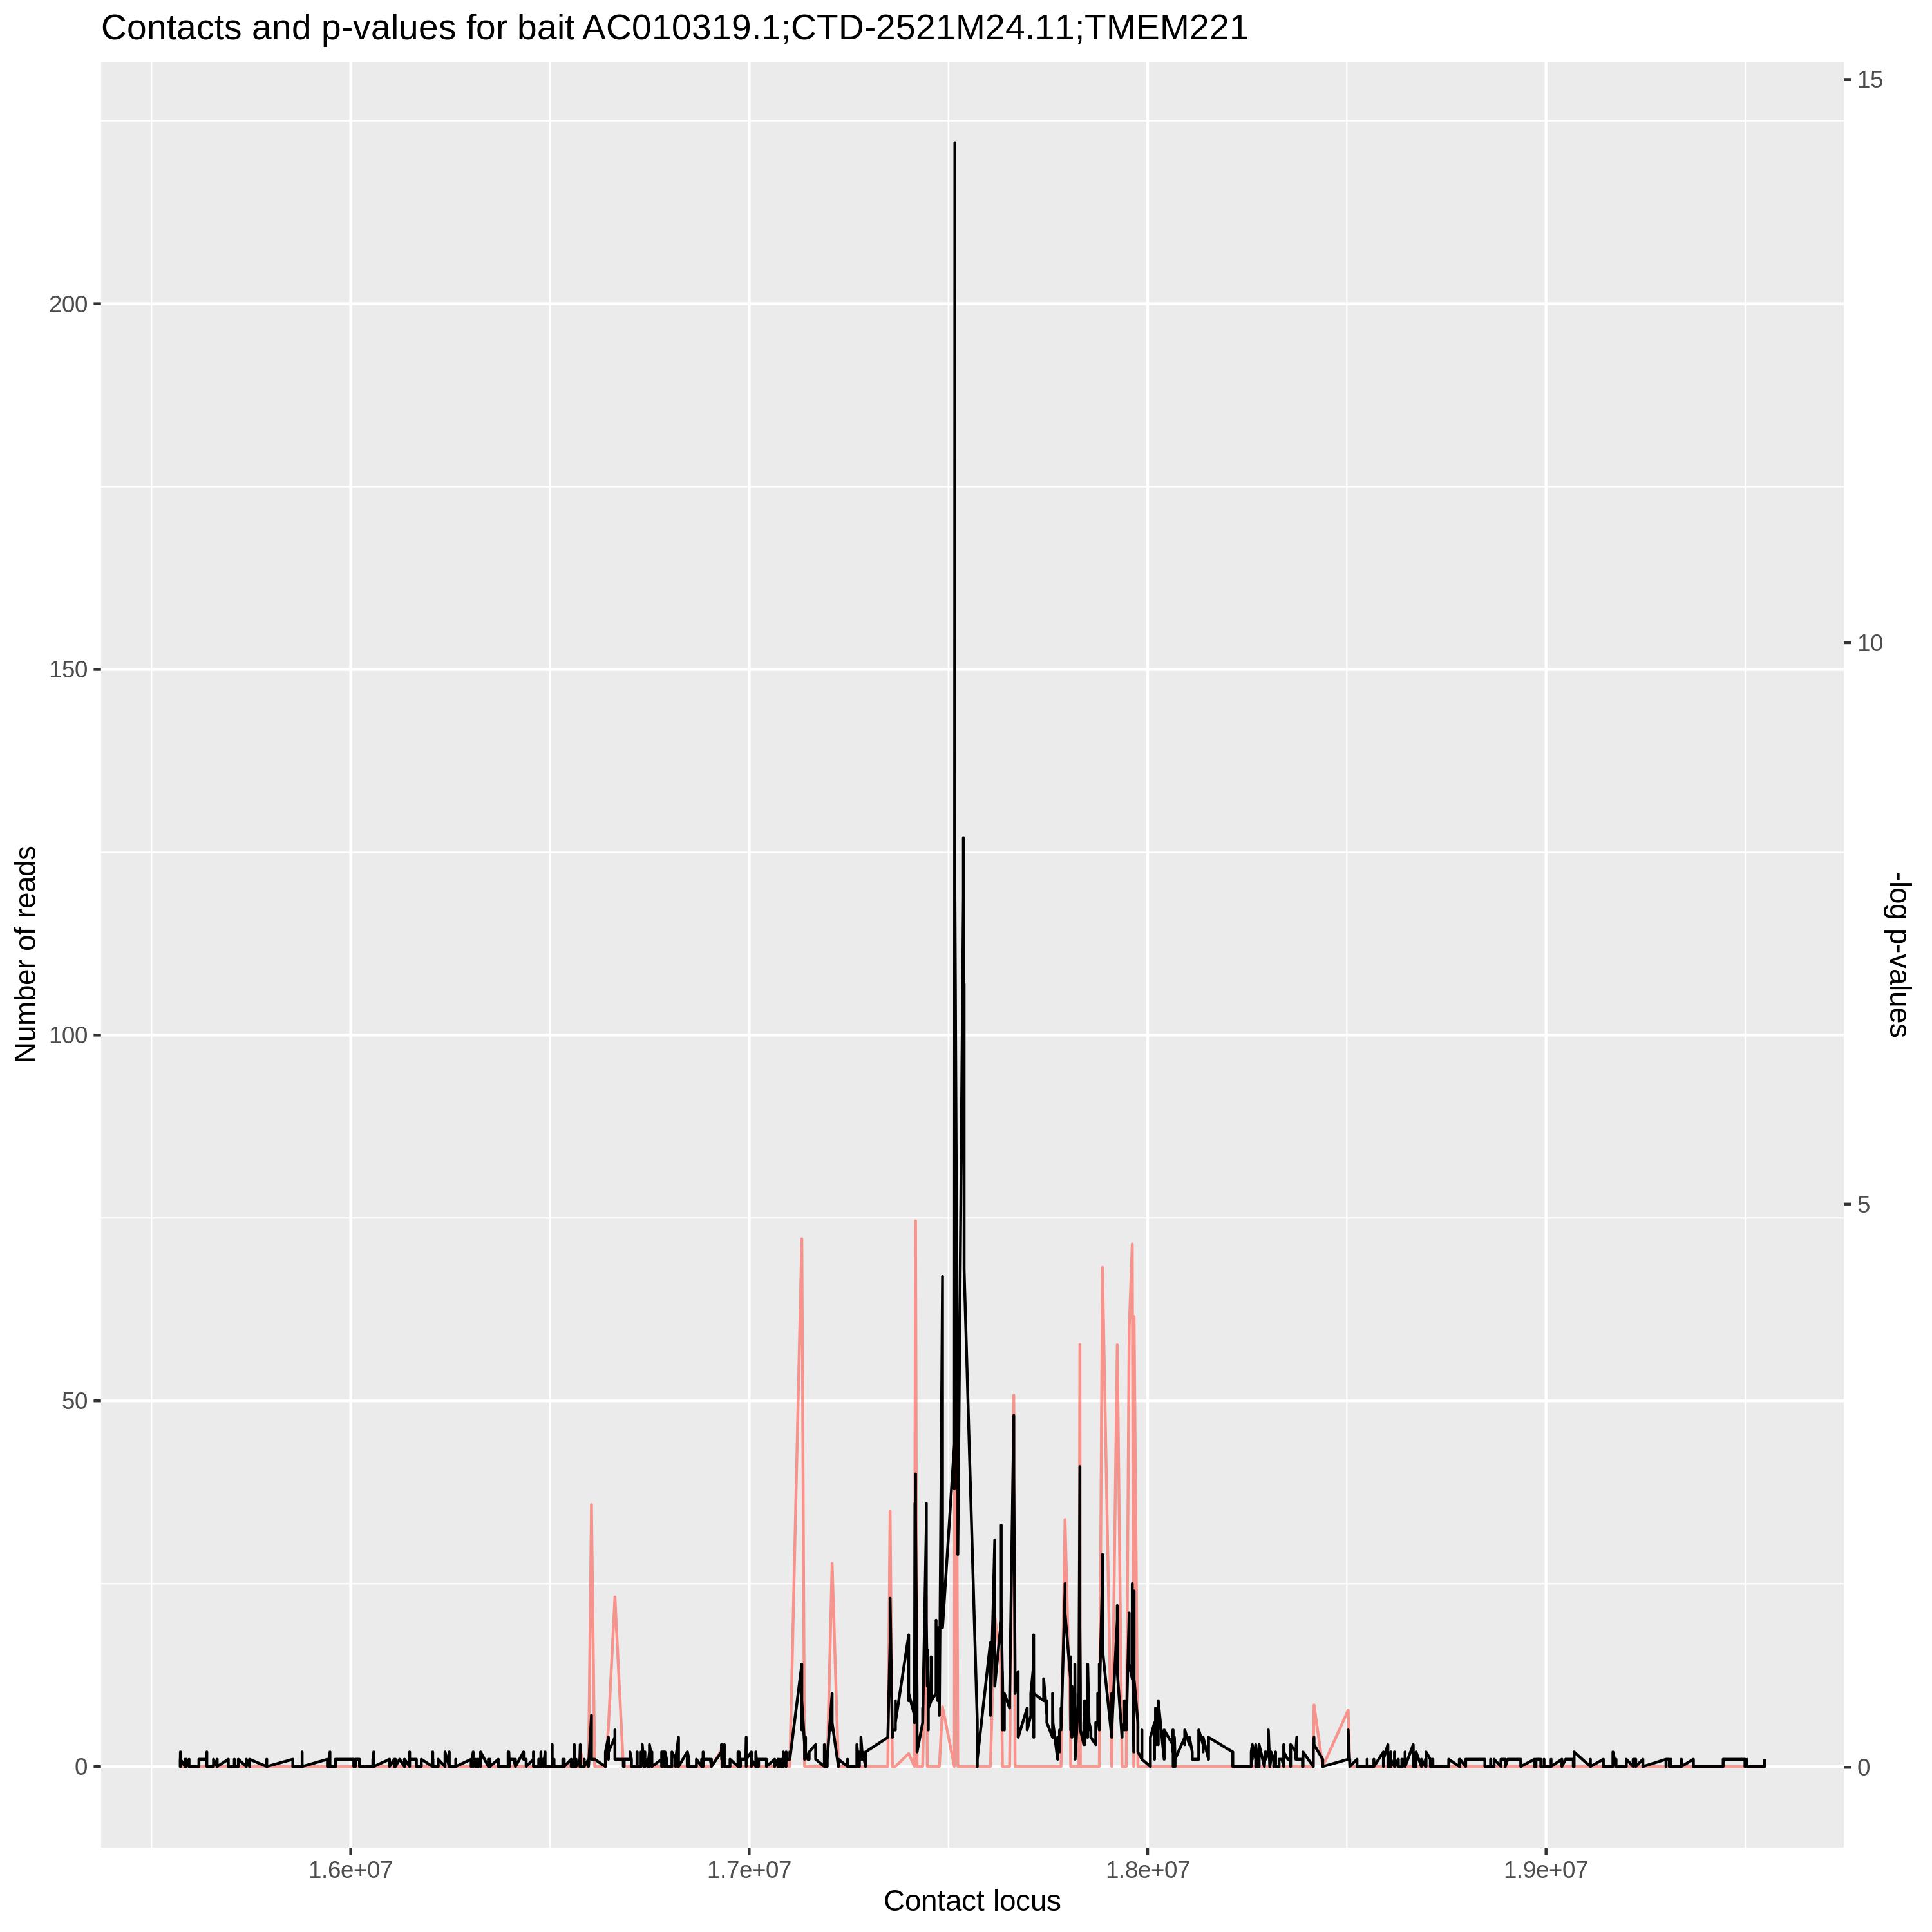 Contacts and p-values for bait AC010319.1;CTD-2521M24.11;TMEM221
15
200
150
10
Number of reads
-log p-values
100
5
50
0
0
1.6e+07
1.7e+07
1.8e+07
1.9e+07
Contact locus